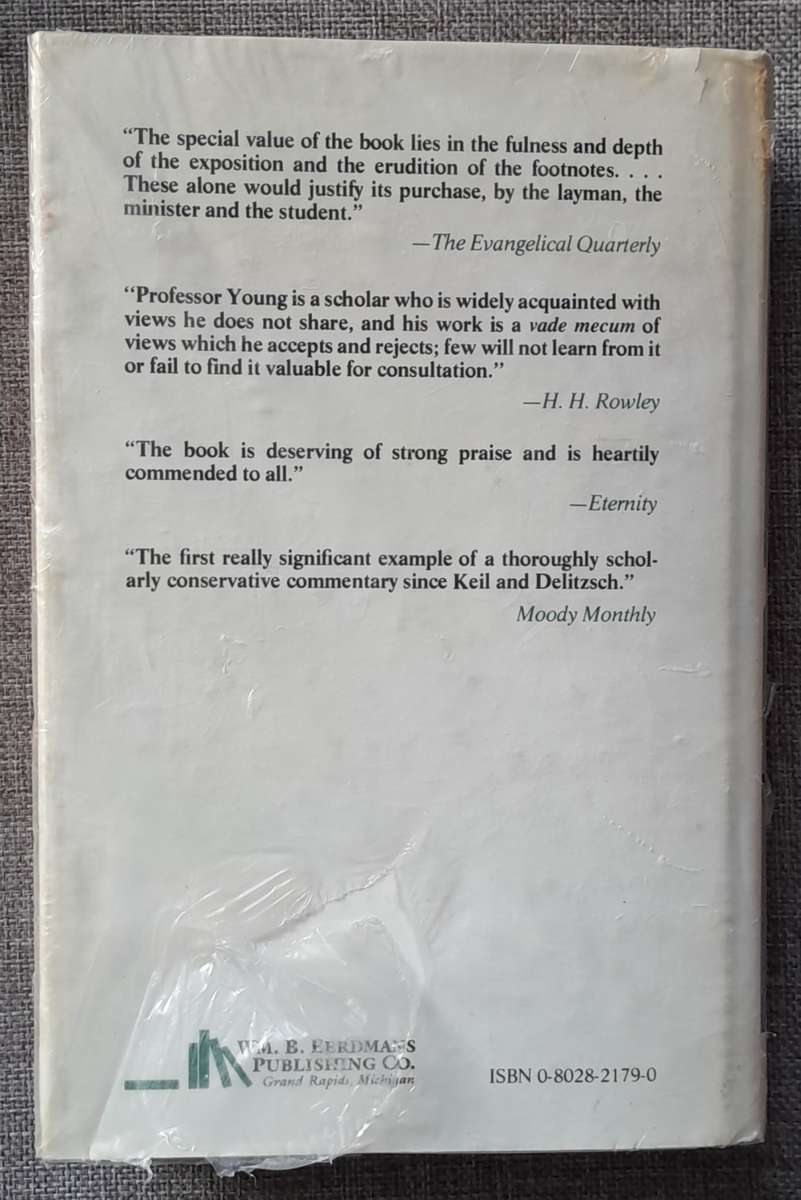 “The special value of the book lies in the fulness and depth
of the exposition and the erudition of the footnotes. . . .
These alone would justify its purchase, by the layman, the
minister and the student.”
—The Evangelical Quarterly
“Professor Young is a scholar who is widely acquainted with
views he does not share, and his work is a vade mecum of
views which he accepts and rejects; few will not learn from it
or fail to find it valuable for consultation.”
—H. H. Rowley
“The book is deserving of strong praise and is heartily
commended to all.”
—Eternity
“The first really significant example of a thoroughly schol-
arly conservative commentary since Keil and Delitzsch.”
Moody Monthly
WM. B. EERDMANS
PUBLISHING CO.
Grand Rapids, Michigan
ISBN 0-8028-2179-0